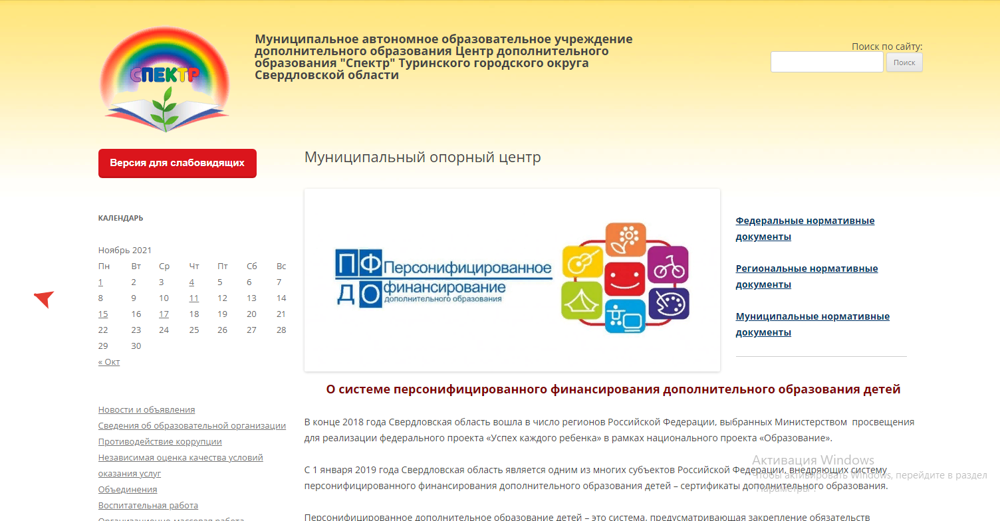 СПЕКТР
Муниципальное автономное образовательное учреждение
дополнительного образования Центр дополнительного
образования "Спектр" Туринского городского округа
Свердловской области
Поиск по сайту:
Поиск
Версия для слабовидящих
КАЛЕНДАРЬ
Ноябрь 2021
Пн Вт Ср Чт Пт Сб Вс
1 2 3 4 5 6 7
8 9 10 11 12 13 14
15 16 17 18 19 20 21
22 23 24 25 26 27 28
29 30
« Окт
Новости и объявления
Сведения об образовательной организации
Противодействие коррупции
Независимая оценка качества условий
оказания услуг
Объединения
Воспитательная работа
Организационно-массовая работа
Муниципальный опорный центр
ПФ Персонифицированное
ДО финансирование
дополнительного образования
Федеральные нормативные
документы
Региональные нормативные
документы
Муниципальные нормативные
документы
О системе персонифицированного финансирования дополнительного образования детей
В конце 2018 года Свердловская область вошла в число регионов Российской Федерации, выбранных Министерством просвещения
для реализации федерального проекта «Успех каждого ребенка» в рамках национального проекта «Образование».
С 1 января 2019 года Свердловская область является одним из многих субъектов Российской Федерации, внедряющих систему
персонифицированного финансирования дополнительного образования детей – сертификаты дополнительного образования.
Персонифицированное дополнительное образование детей – это система, предусматривающая закрепление обязательств
Активация Windows
Чтобы активировать Windows, перейдите в раздел
"Параметры".